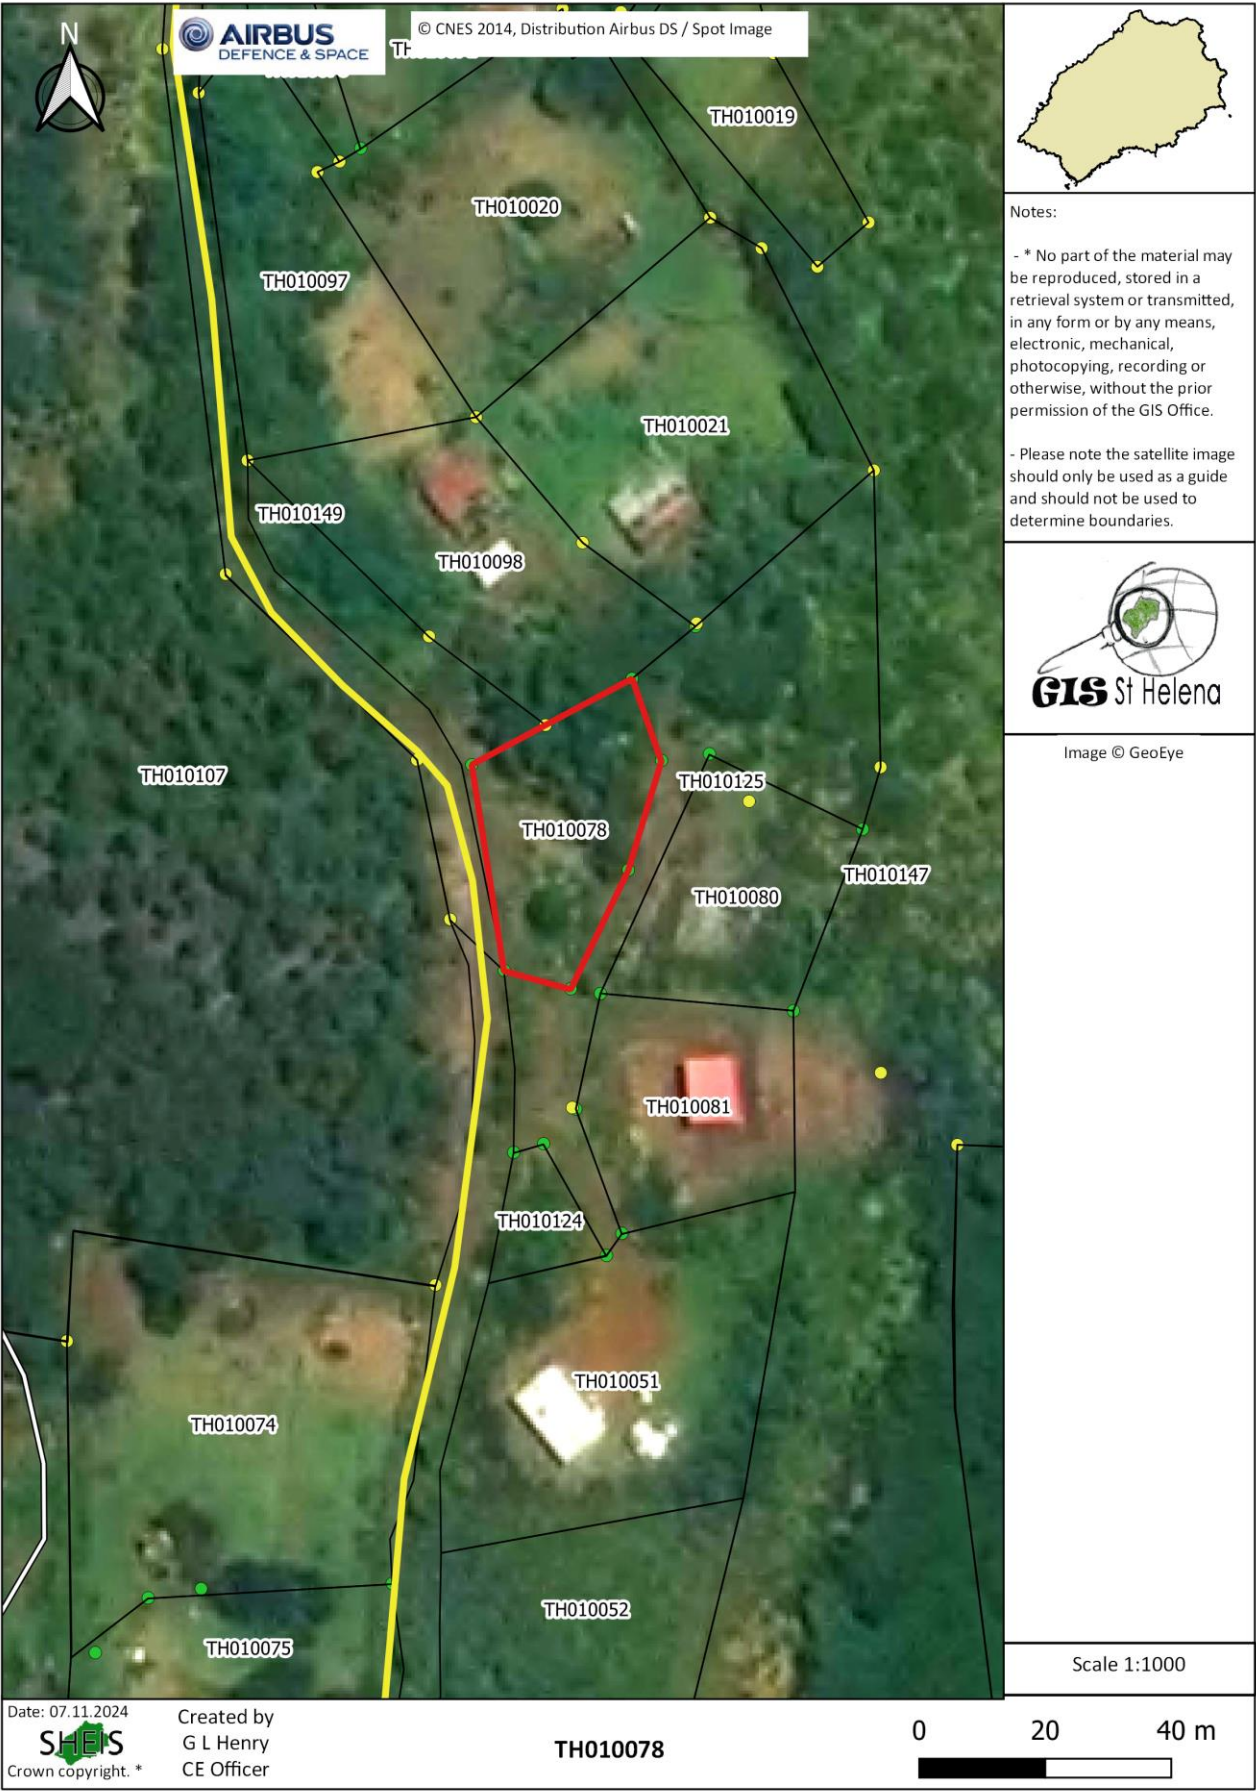 N
AIRBUS
DEFENCE & SPACE
© CNES 2014, Distribution Airbus DS / Spot Image
TH010019
TH010020
TH010097
TH010021
TH010149
TH010098
TH010107
TH010125
TH010078
TH010147
TH010080
TH010081
TH010124
TH010051
TH010074
TH010052
TH010075
Notes:
- * No part of the material may
be reproduced, stored in a
retrieval system or transmitted,
in any form or by any means,
electronic, mechanical,
photocopying, recording or
otherwise, without the prior
permission of the GIS Office.
- Please note the satellite image
should only be used as a guide
and should not be used to
determine boundaries.
GIS St Helena
Image © GeoEye
Scale 1:1000
Date: 07.11.2024
SHEIS
Crown copyright. *
Created by
G L Henry
CE Officer
TH010078
0 20 40 m